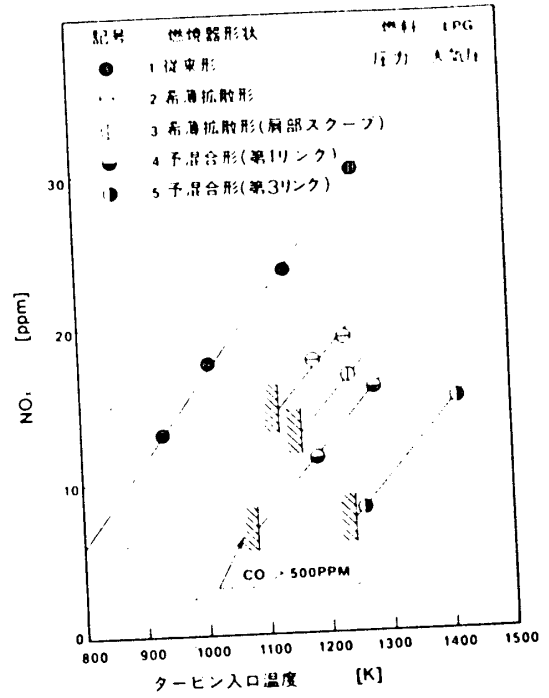 記号 燃焼器形状 燃料 LPG
1 従来形 圧力 大気圧
2 希薄拡散形
3 希薄拡散形(肩部スクープ)
4 予混合形(第1リンク)
5 予混合形(第3リンク)
30
20
10
0
NOx [ppm]
CO > 500PPM
800 900 1000 1100 1200 1300 1400 1500
タービン入口温度 [K]